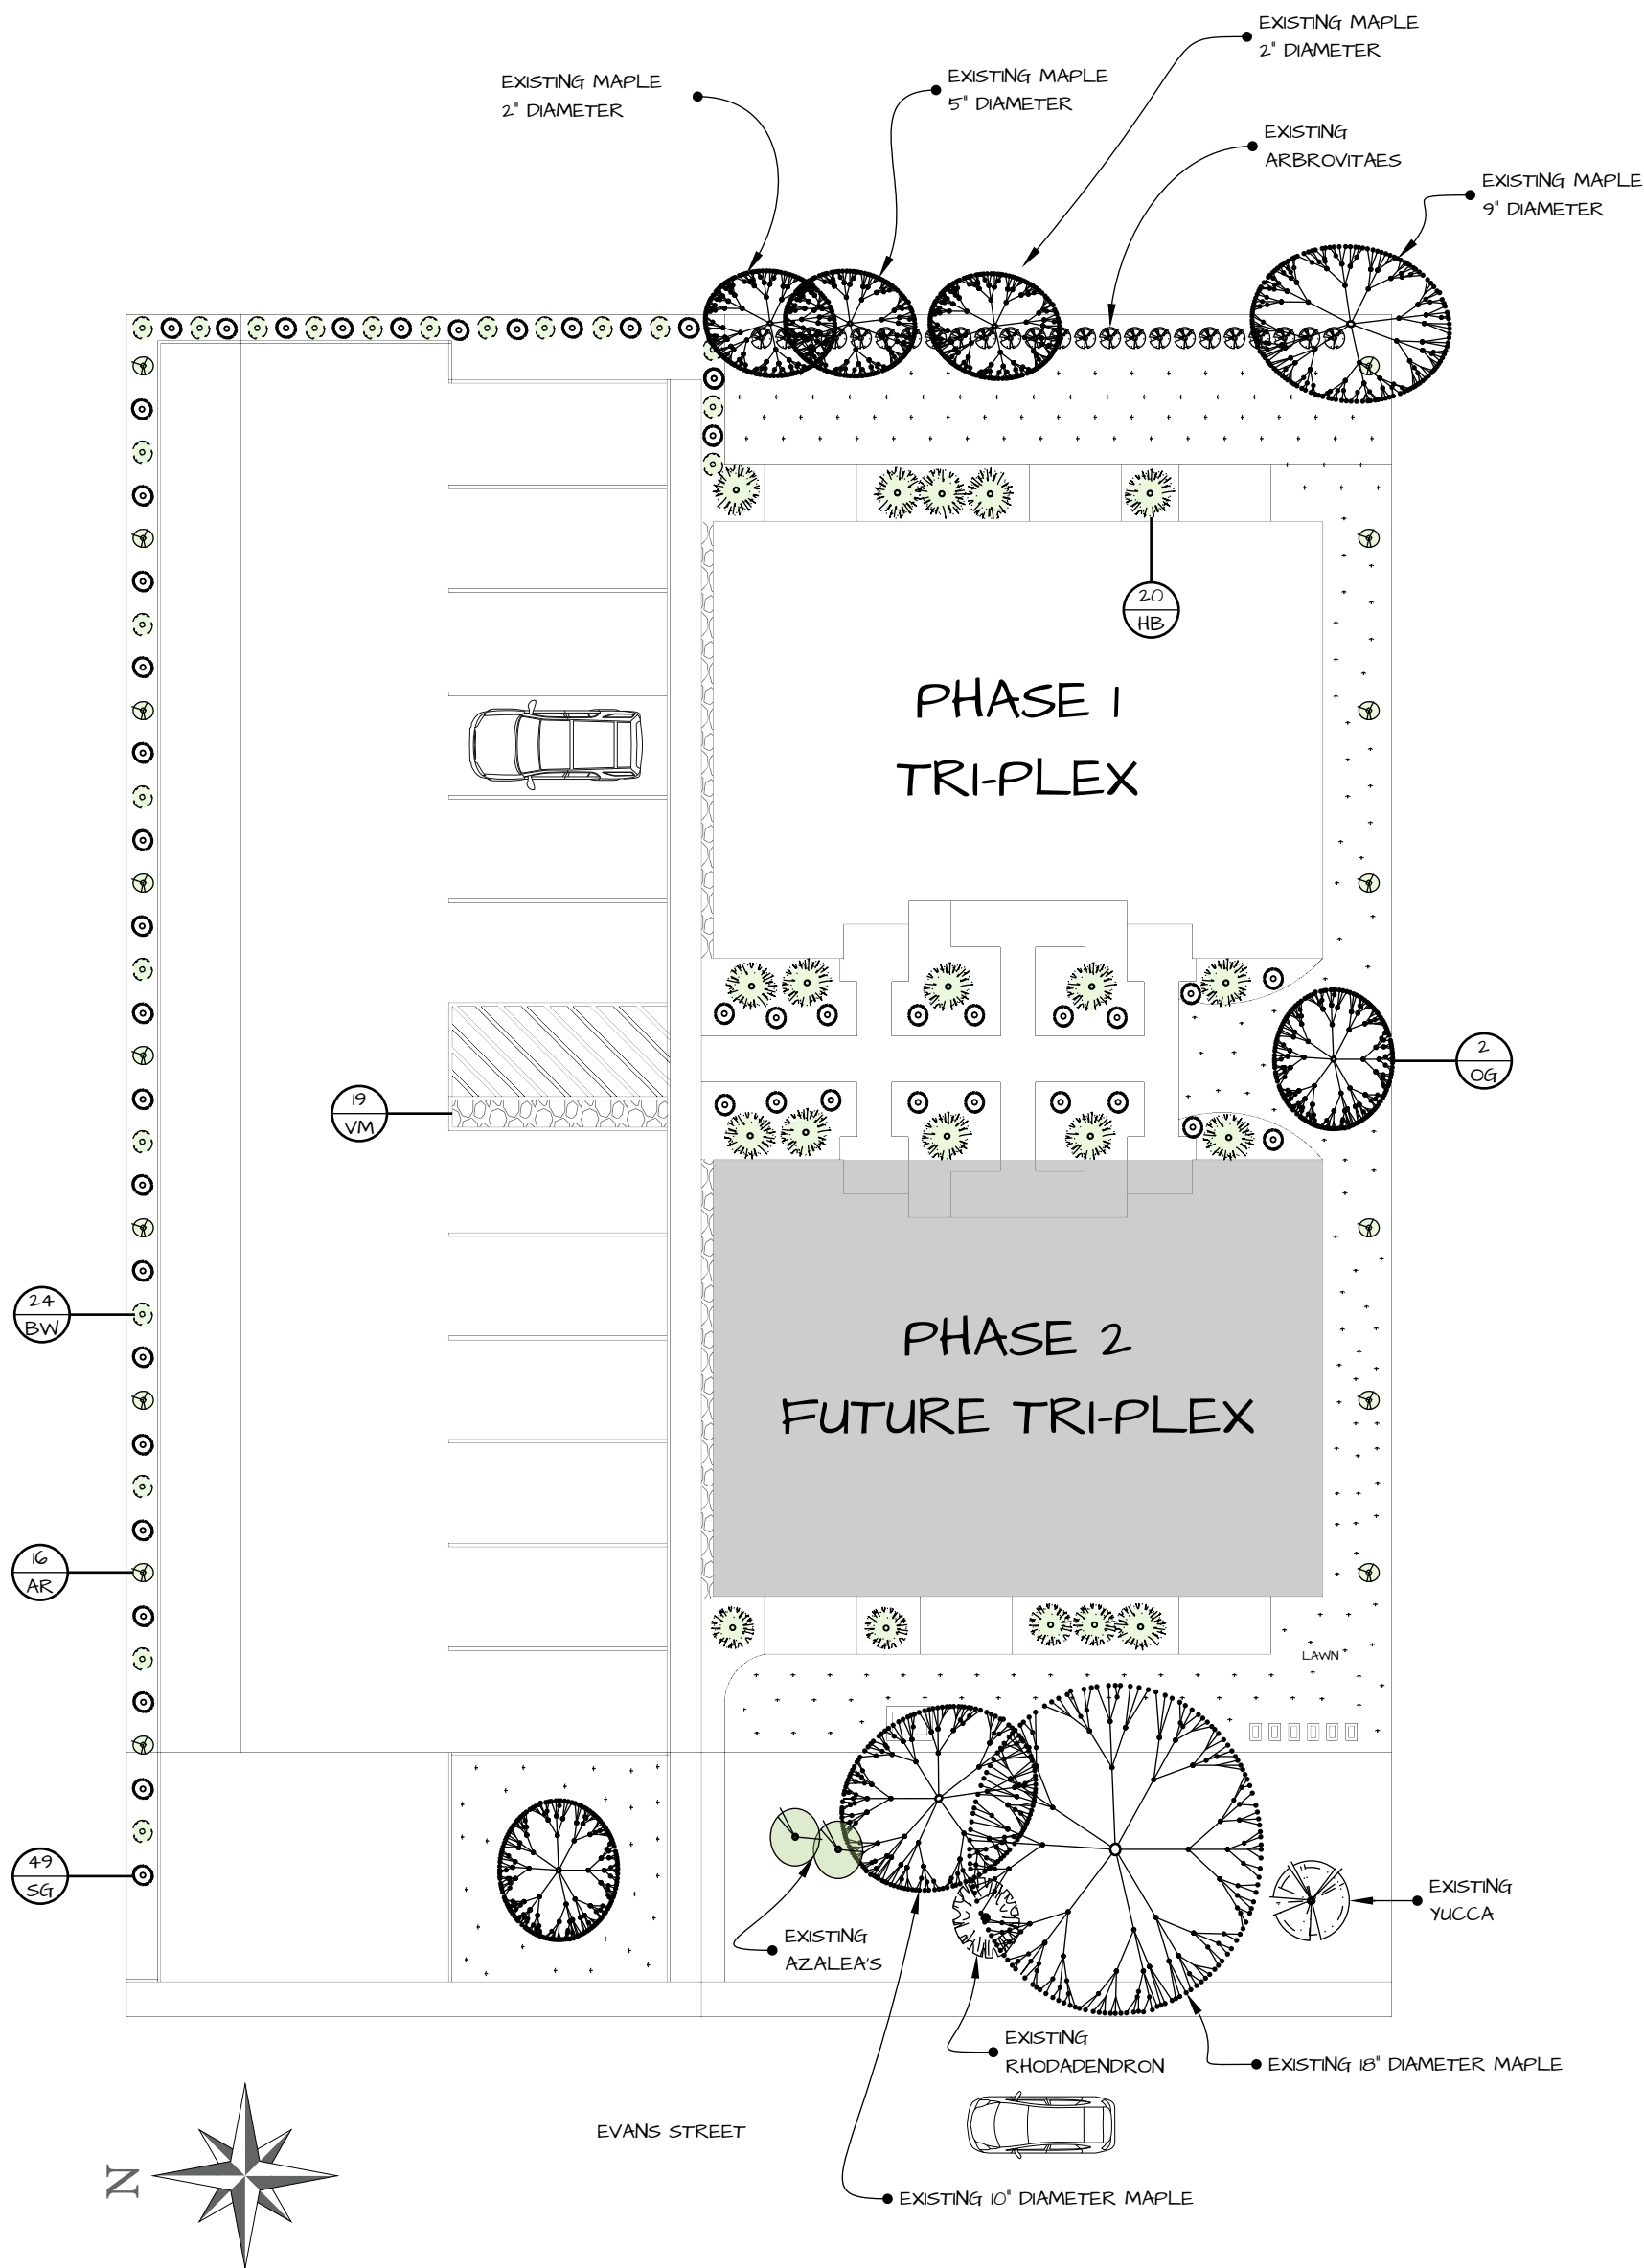 EXISTING MAPLE
2" DIAMETER
EXISTING MAPLE
2" DIAMETER
EXISTING MAPLE
5" DIAMETER
EXISTING
ARBROVITAES
EXISTING MAPLE
9" DIAMETER
20
HB
PHASE 1
TRI-PLEX
2
OG
19
VM
24
BW
PHASE 2
FUTURE TRI-PLEX
16
AR
LAWN
49
SG
EXISTING
AZALEA'S
EXISTING
YUCCA
EXISTING
RHODADENDRON
EXISTING 18" DIAMETER MAPLE
EVANS STREET
EXISTING 10" DIAMETER MAPLE
N